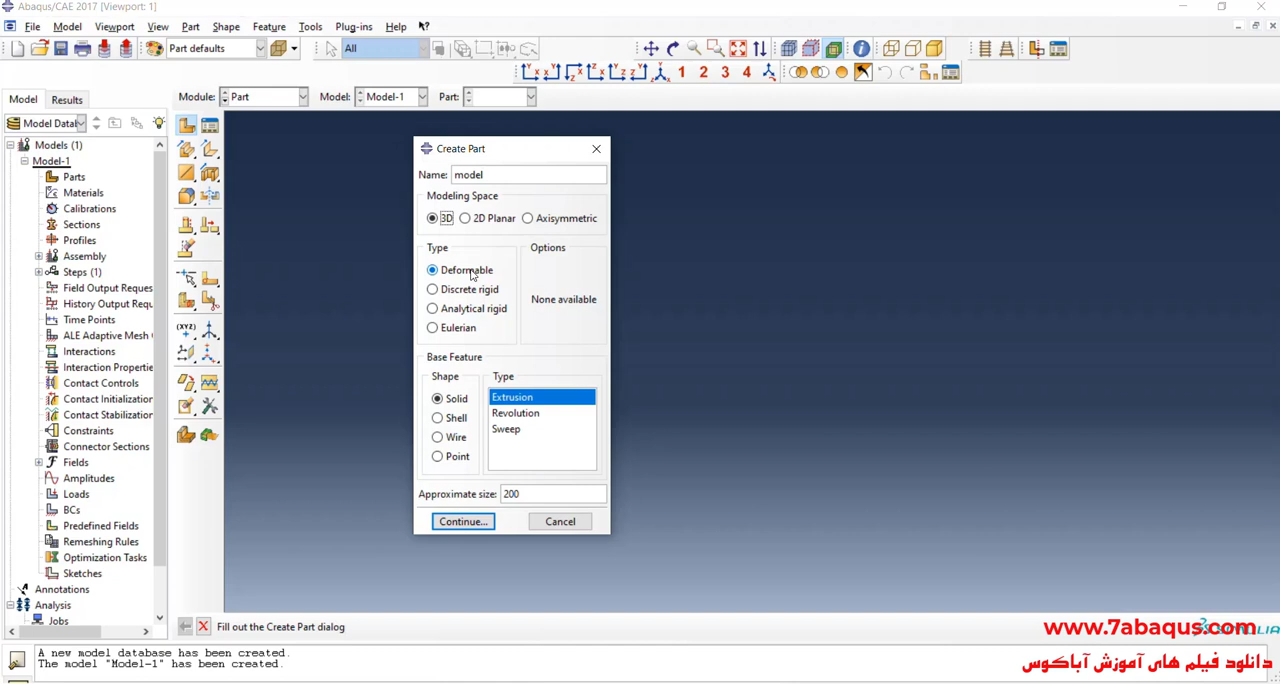 Abaqus/CAE 2017 [Viewport: 1]
File Model Viewport View Part Shape Feature Tools Plug-ins Help
Part defaults All
1 2 3 4
Model Results Module: Part Model: Model-1 Part:
Model Datal
Models (1)
Model-1
Parts
Materials
Calibrations
Sections
Profiles
Assembly
Steps (1)
Field Output Reques
History Output Requ
Time Points
ALE Adaptive Mesh
Interactions
Interaction Propertie
Contact Controls
Contact Initialization
Contact Stabilization
Constraints
Connector Sections
Fields
Amplitudes
Loads
BCs
Predefined Fields
Remeshing Rules
Optimization Tasks
Sketches
Annotations
Analysis
Jobs
Create Part
Name: model
Modeling Space
3D 2D Planar Axisymmetric
Type
Deformable
Discrete rigid
Analytical rigid
Eulerian
Options
None available
Base Feature
Shape
Solid
Shell
Wire
Point
Type
Extrusion
Revolution
Sweep
Approximate size: 200
Continue... Cancel
Fill out the Create Part dialog
www.7abaqus.com
دانلود فیلم های آموزش آباکوس
A new model database has been created.
The model "Model-1" has been created.